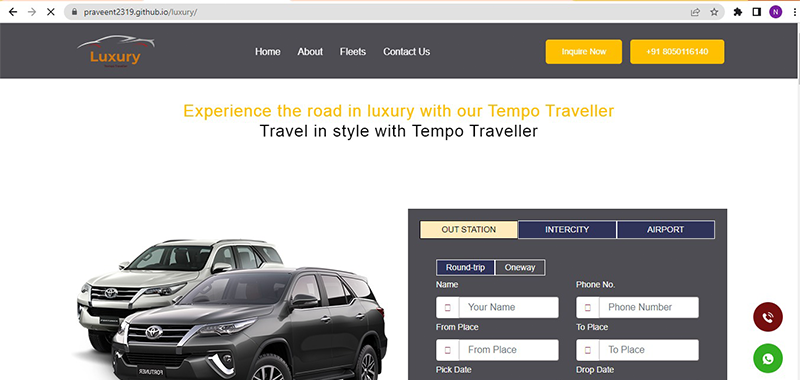 praveent2319.github.io/luxury/
N
Luxury
Home About Fleets Contact Us Inquire Now +91 8050116140
Experience the road in luxury with our Tempo Traveller
Travel in style with Tempo Traveller
OUT STATION INTERCITY AIRPORT
Round-trip Oneway
Name Phone No.
Your Name Phone Number
From Place To Place
From Place To Place
Pick Date Drop Date
FORTUNER